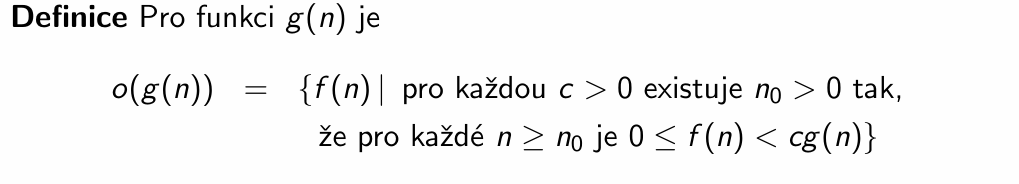 Definice Pro funkci g(n) je
o(g(n)) = {f(n)| pro každou c > 0 existuje n₀ > 0 tak,
že pro každé n ≥ n₀ je 0 ≤ f(n) < cg(n)}